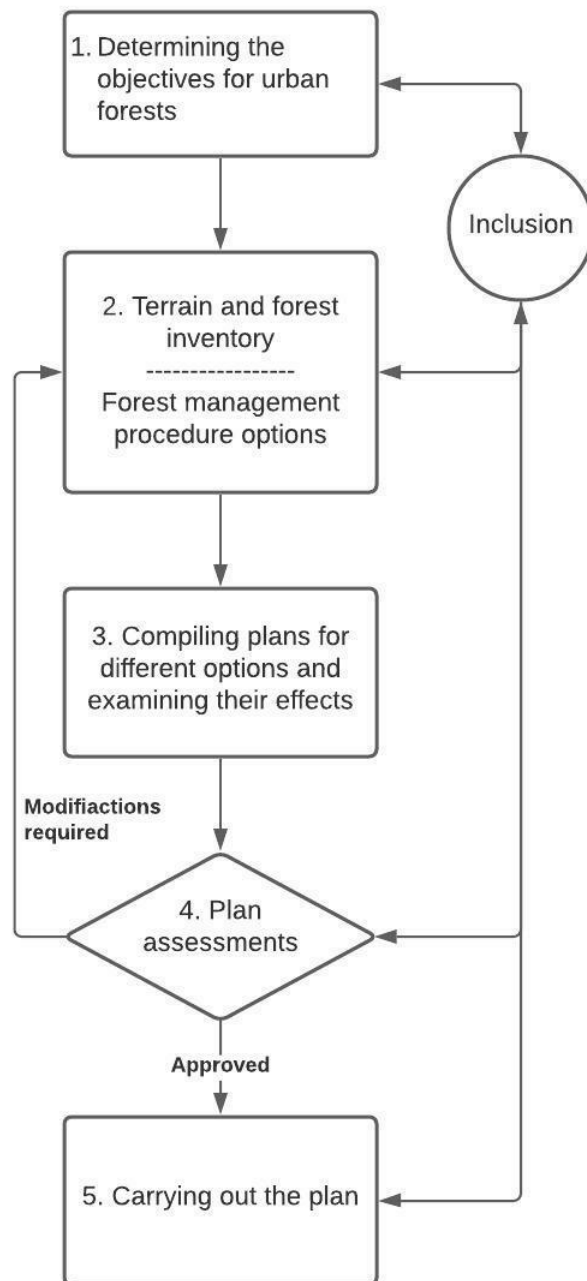 1. Determining the
objectives for urban
forests
Inclusion
2. Terrain and forest
inventory
-----------------
Forest management
procedure options
3. Compiling plans for
different options and
examining their effects
Modifiactions
required
4. Plan
assessments
Approved
5. Carrying out the plan